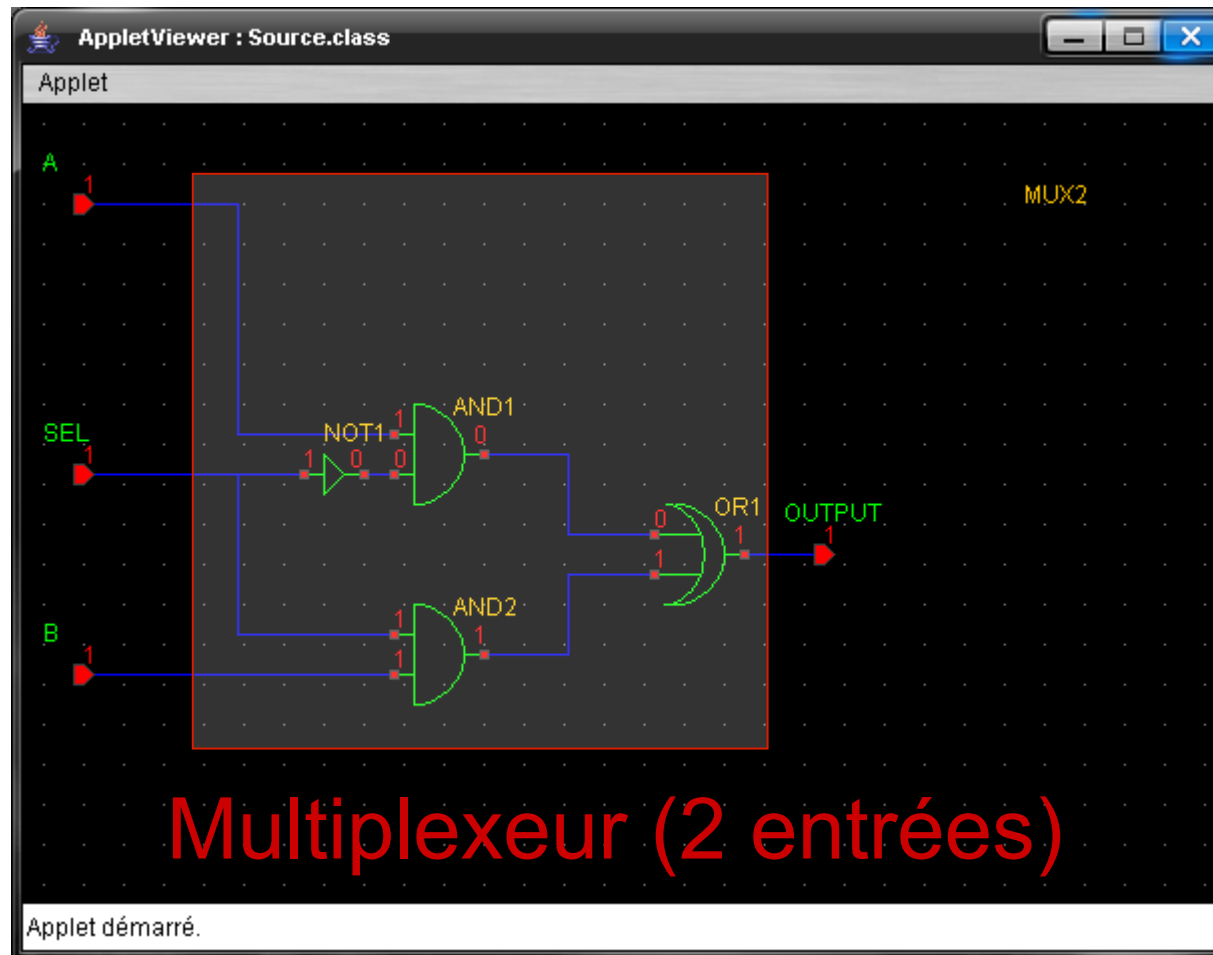 AppletViewer : Source.class
Applet
A
1
MUX2
AND1
1
0
SEL
1
NOT1
1 0 0
OR1
0
1
OUTPUT
1
1
AND2
1
1
B
1
1
Multiplexeur (2 entrées)
Applet démarré.